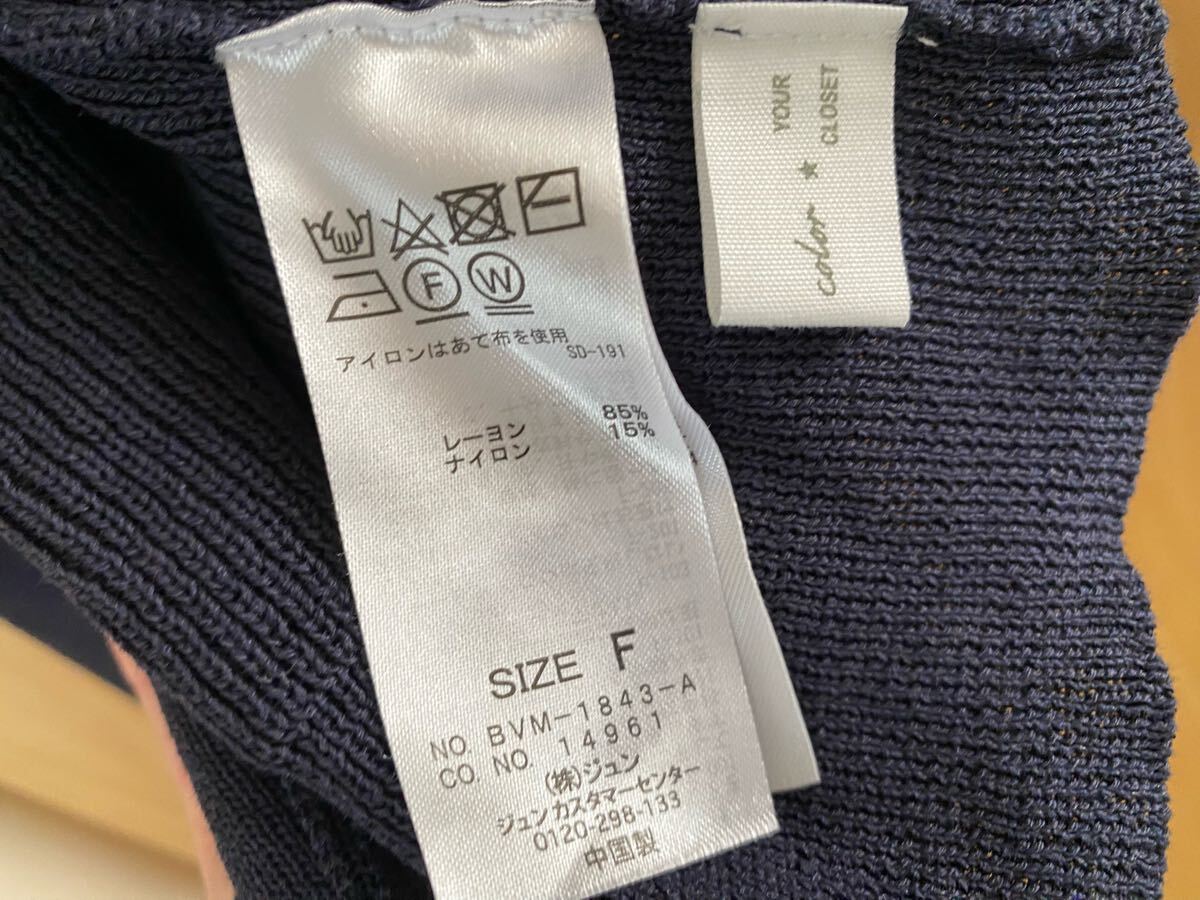 F
W
アイロンはあて布を使用
SD-191
レーヨン 85%
ナイロン 15%
SIZE F
NO. BVM-1843-A
CO. NO. 14961
(株)ジュン
ジュンカスタマーセンター
0120-298-133
中国製
color ★ YOUR
CLOSET